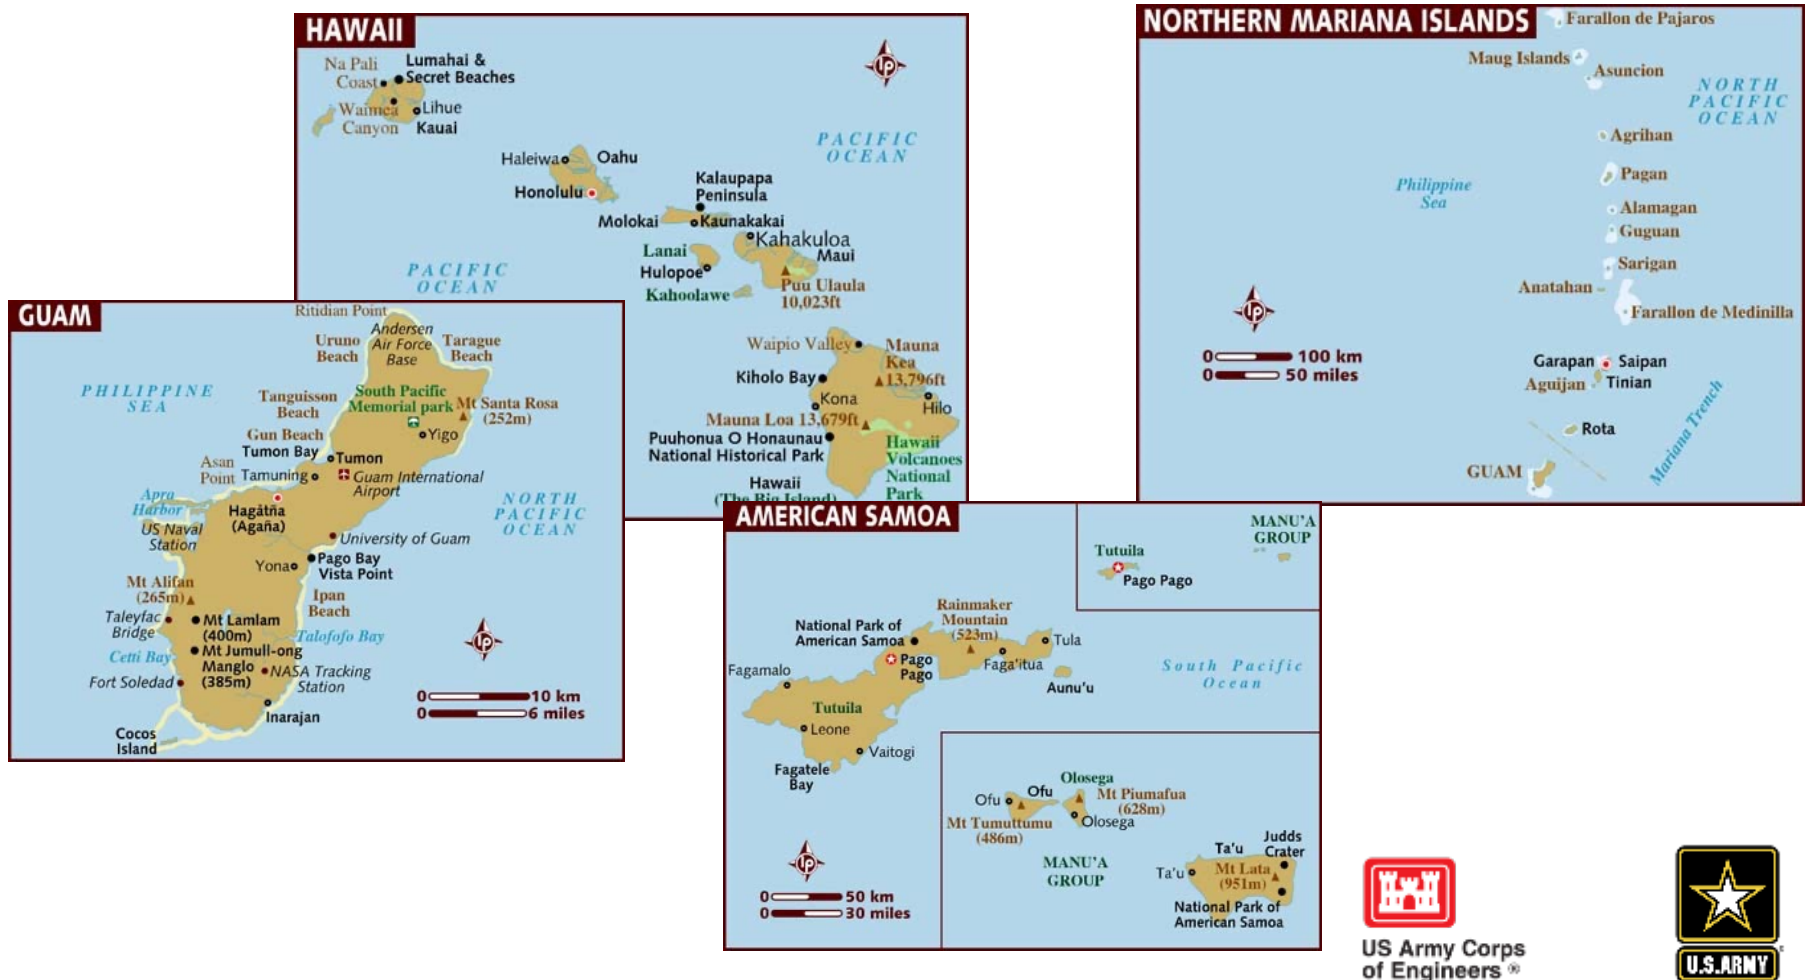 HAWAII
Na Pali
Coast
Lumahai &
Secret Beaches
Waimea
Canyon
Lihue
Kauai
PACIFIC
OCEAN
Haleiwa
Oahu
Honolulu
Kalaupapa
Peninsula
Molokai
Kaunakakai
Kahakuloa
Maui
Lanai
Hulopoe
Kahoolawe
Puu Ulaula
10,023ft
PACIFIC
OCEAN
Waipio Valley
Mauna
Kea
13,796ft
Kiholo Bay
Kona
Hilo
Mauna Loa 13,679ft
Puuhonua O Honaunau
National Historical Park
Hawaii
Volcanoes
National
Park
Hawaii
(The Big Island)
lp
NORTHERN MARIANA ISLANDS
Farallon de Pajaros
Maug Islands
Asuncion
NORTH
PACIFIC
OCEAN
Agrihan
Pagan
Philippine
Sea
Alamagan
Guguan
Sarigan
Anatahan
Farallon de Medinilla
lp
0 100 km
0 50 miles
Garapan
Saipan
Aguijan
Tinian
Rota
Mariana Trench
GUAM
GUAM
Ritidian Point
Andersen
Air Force
Base
Uruno
Beach
Tarague
Beach
PHILIPPINE
SEA
Tanguisson
Beach
South Pacific
Memorial park
Mt Santa Rosa
(252m)
Yigo
Gun Beach
Tumon Bay
Tumon
Asan
Point
Tamuning
Guam International
Airport
Apra
Harbor
Hagåtña
(Agaña)
NORTH
PACIFIC
OCEAN
US Naval
Station
University of Guam
Yona
Pago Bay
Vista Point
Mt Alifan
(265m)
Ipan
Beach
Taleyfac
Bridge
Mt Lamlam
(400m)
Talofofo Bay
Cetti Bay
Mt Jumull-ong
Manglo
(385m)
NASA Tracking
Station
Fort Soledad
Inarajan
Cocos
Island
lp
0 10 km
0 6 miles
AMERICAN SAMOA
MANU'A
GROUP
Tutuila
Pago Pago
Rainmaker
Mountain
(523m)
National Park of
American Samoa
Tula
Pago
Pago
Faga'itua
Fagamalo
Aunu'u
South Pacific
Ocean
Tutuila
Leone
Vaitogi
Fagatele
Bay
Olosega
Ofu
Ofu
Mt Piumafua
(628m)
Olosega
Mt Tumuttumu
(486m)
MANU'A
GROUP
Judds
Crater
Ta'u
Ta'u
Mt Lata
(951m)
National Park of
American Samoa
lp
0 50 km
0 30 miles
US Army Corps
of Engineers ®
U.S.ARMY